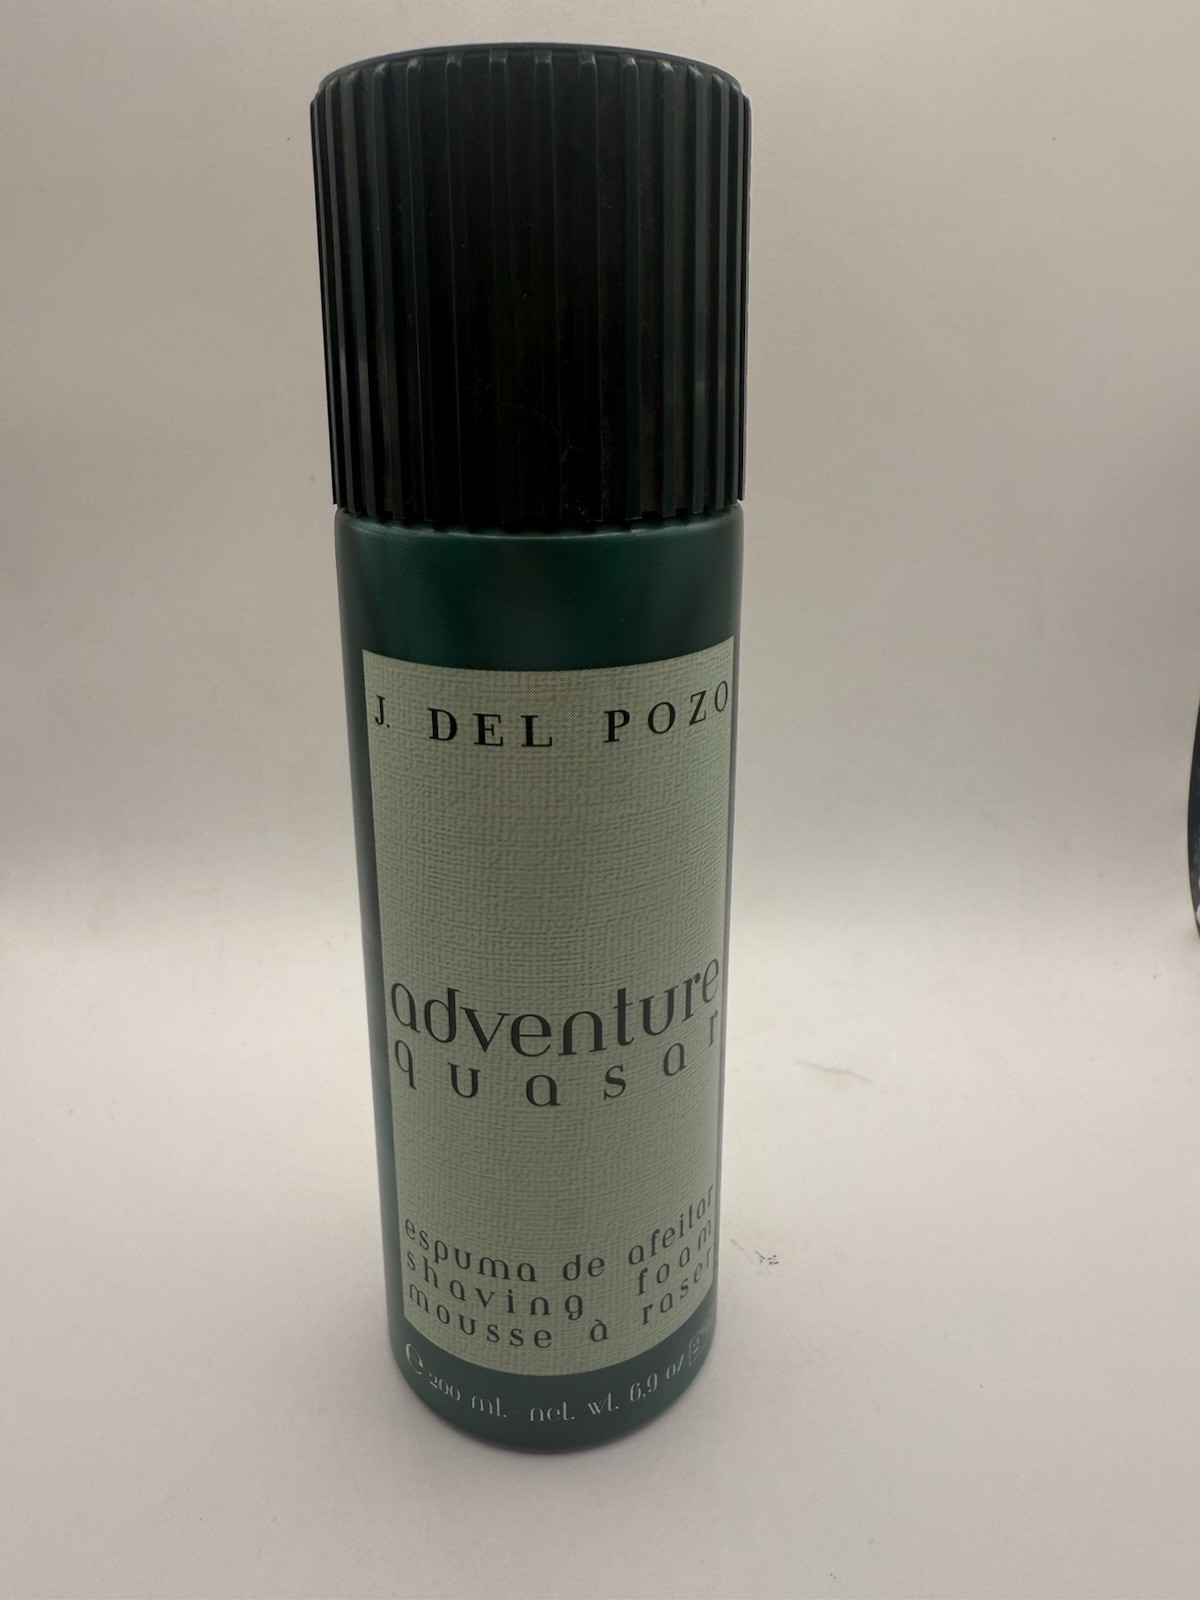 J. DEL POZO
adventure
quasar
espuma de afeitar
shaving foam
mousse à raser
℮ 200 ml. net. wt. 6,9 oz